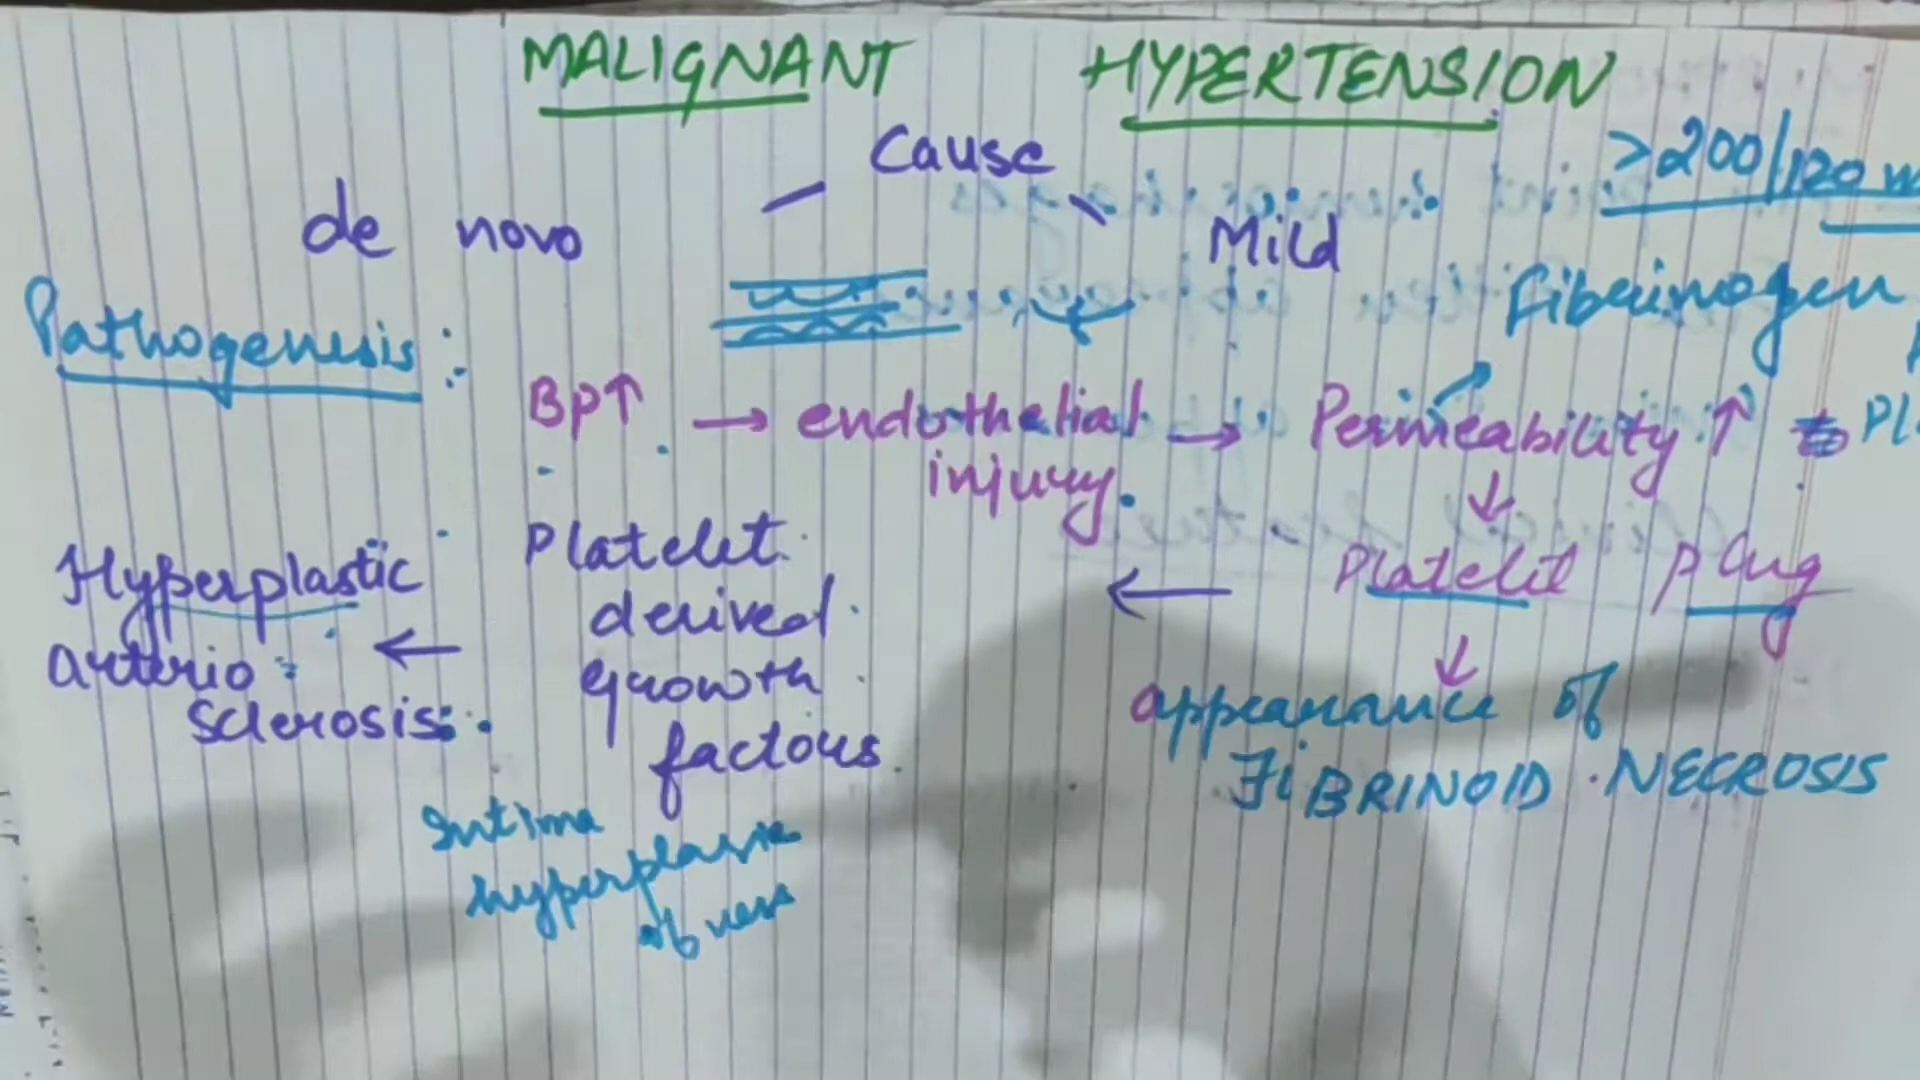 MALIGNANT HYPERTENSION
Cause
>200/120
de novo
Mild
Pathogenesis :
Fibrinogen
BP↑ → endothelial injury. → Permeability ↑
↓
Platelet plug
←
Platelet derived growth factors
←
Hyperplastic
arterio
sclerosis
↓
appearance of
FIBRINOID NECROSIS
Intima
hyperplasia
of